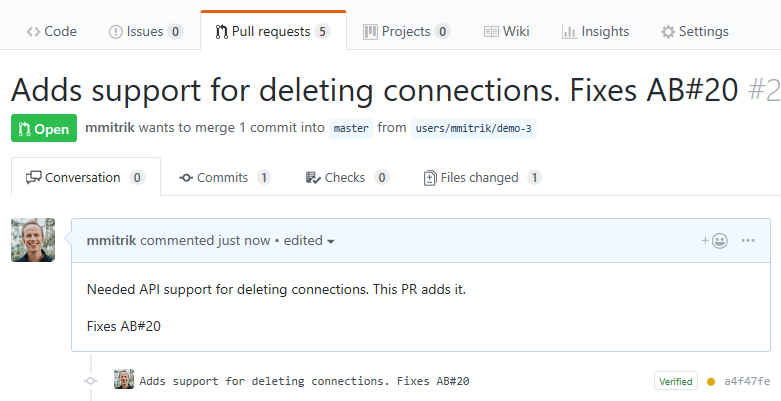 Code Issues 0 Pull requests 5 Projects 0 Wiki Insights Settings
Adds support for deleting connections. Fixes AB#20 #2
Open mmitrik wants to merge 1 commit into master from users/mmitrik/demo-3
Conversation 0 Commits 1 Checks 0 Files changed 1
mmitrik commented just now • edited
Needed API support for deleting connections. This PR adds it.
Fixes AB#20
Adds support for deleting connections. Fixes AB#20 Verified a4f47fe